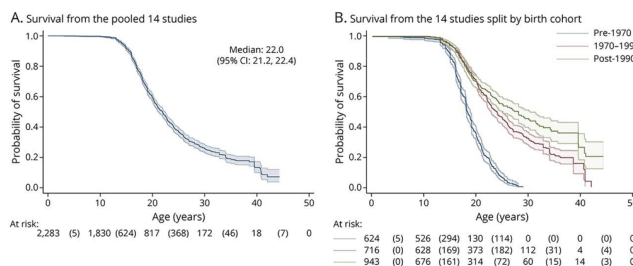 A. Survival from the pooled 14 studies
Probability of survival
1.0
0.8
0.6
0.4
0.2
0.0
Median: 22.0
(95% CI: 21.2, 22.4)
0 10 20 30 40 50
Age (years)
At risk:
2,283 (5) 1,830 (624) 817 (368) 172 (46) 18 (7) 0
B. Survival from the 14 studies split by birth cohort
Probability of survival
1.0
0.8
0.6
0.4
0.2
0.0
Pre-1970
1970–199
Post-1990
0 10 20 30 40 50
Age (years)
At risk:
624 (5) 526 (294) 130 (114) 0 (0) 0 (0) 0
716 (0) 628 (169) 373 (182) 112 (31) 4 (4) 0
943 (0) 676 (161) 314 (72) 60 (15) 14 (3) 0